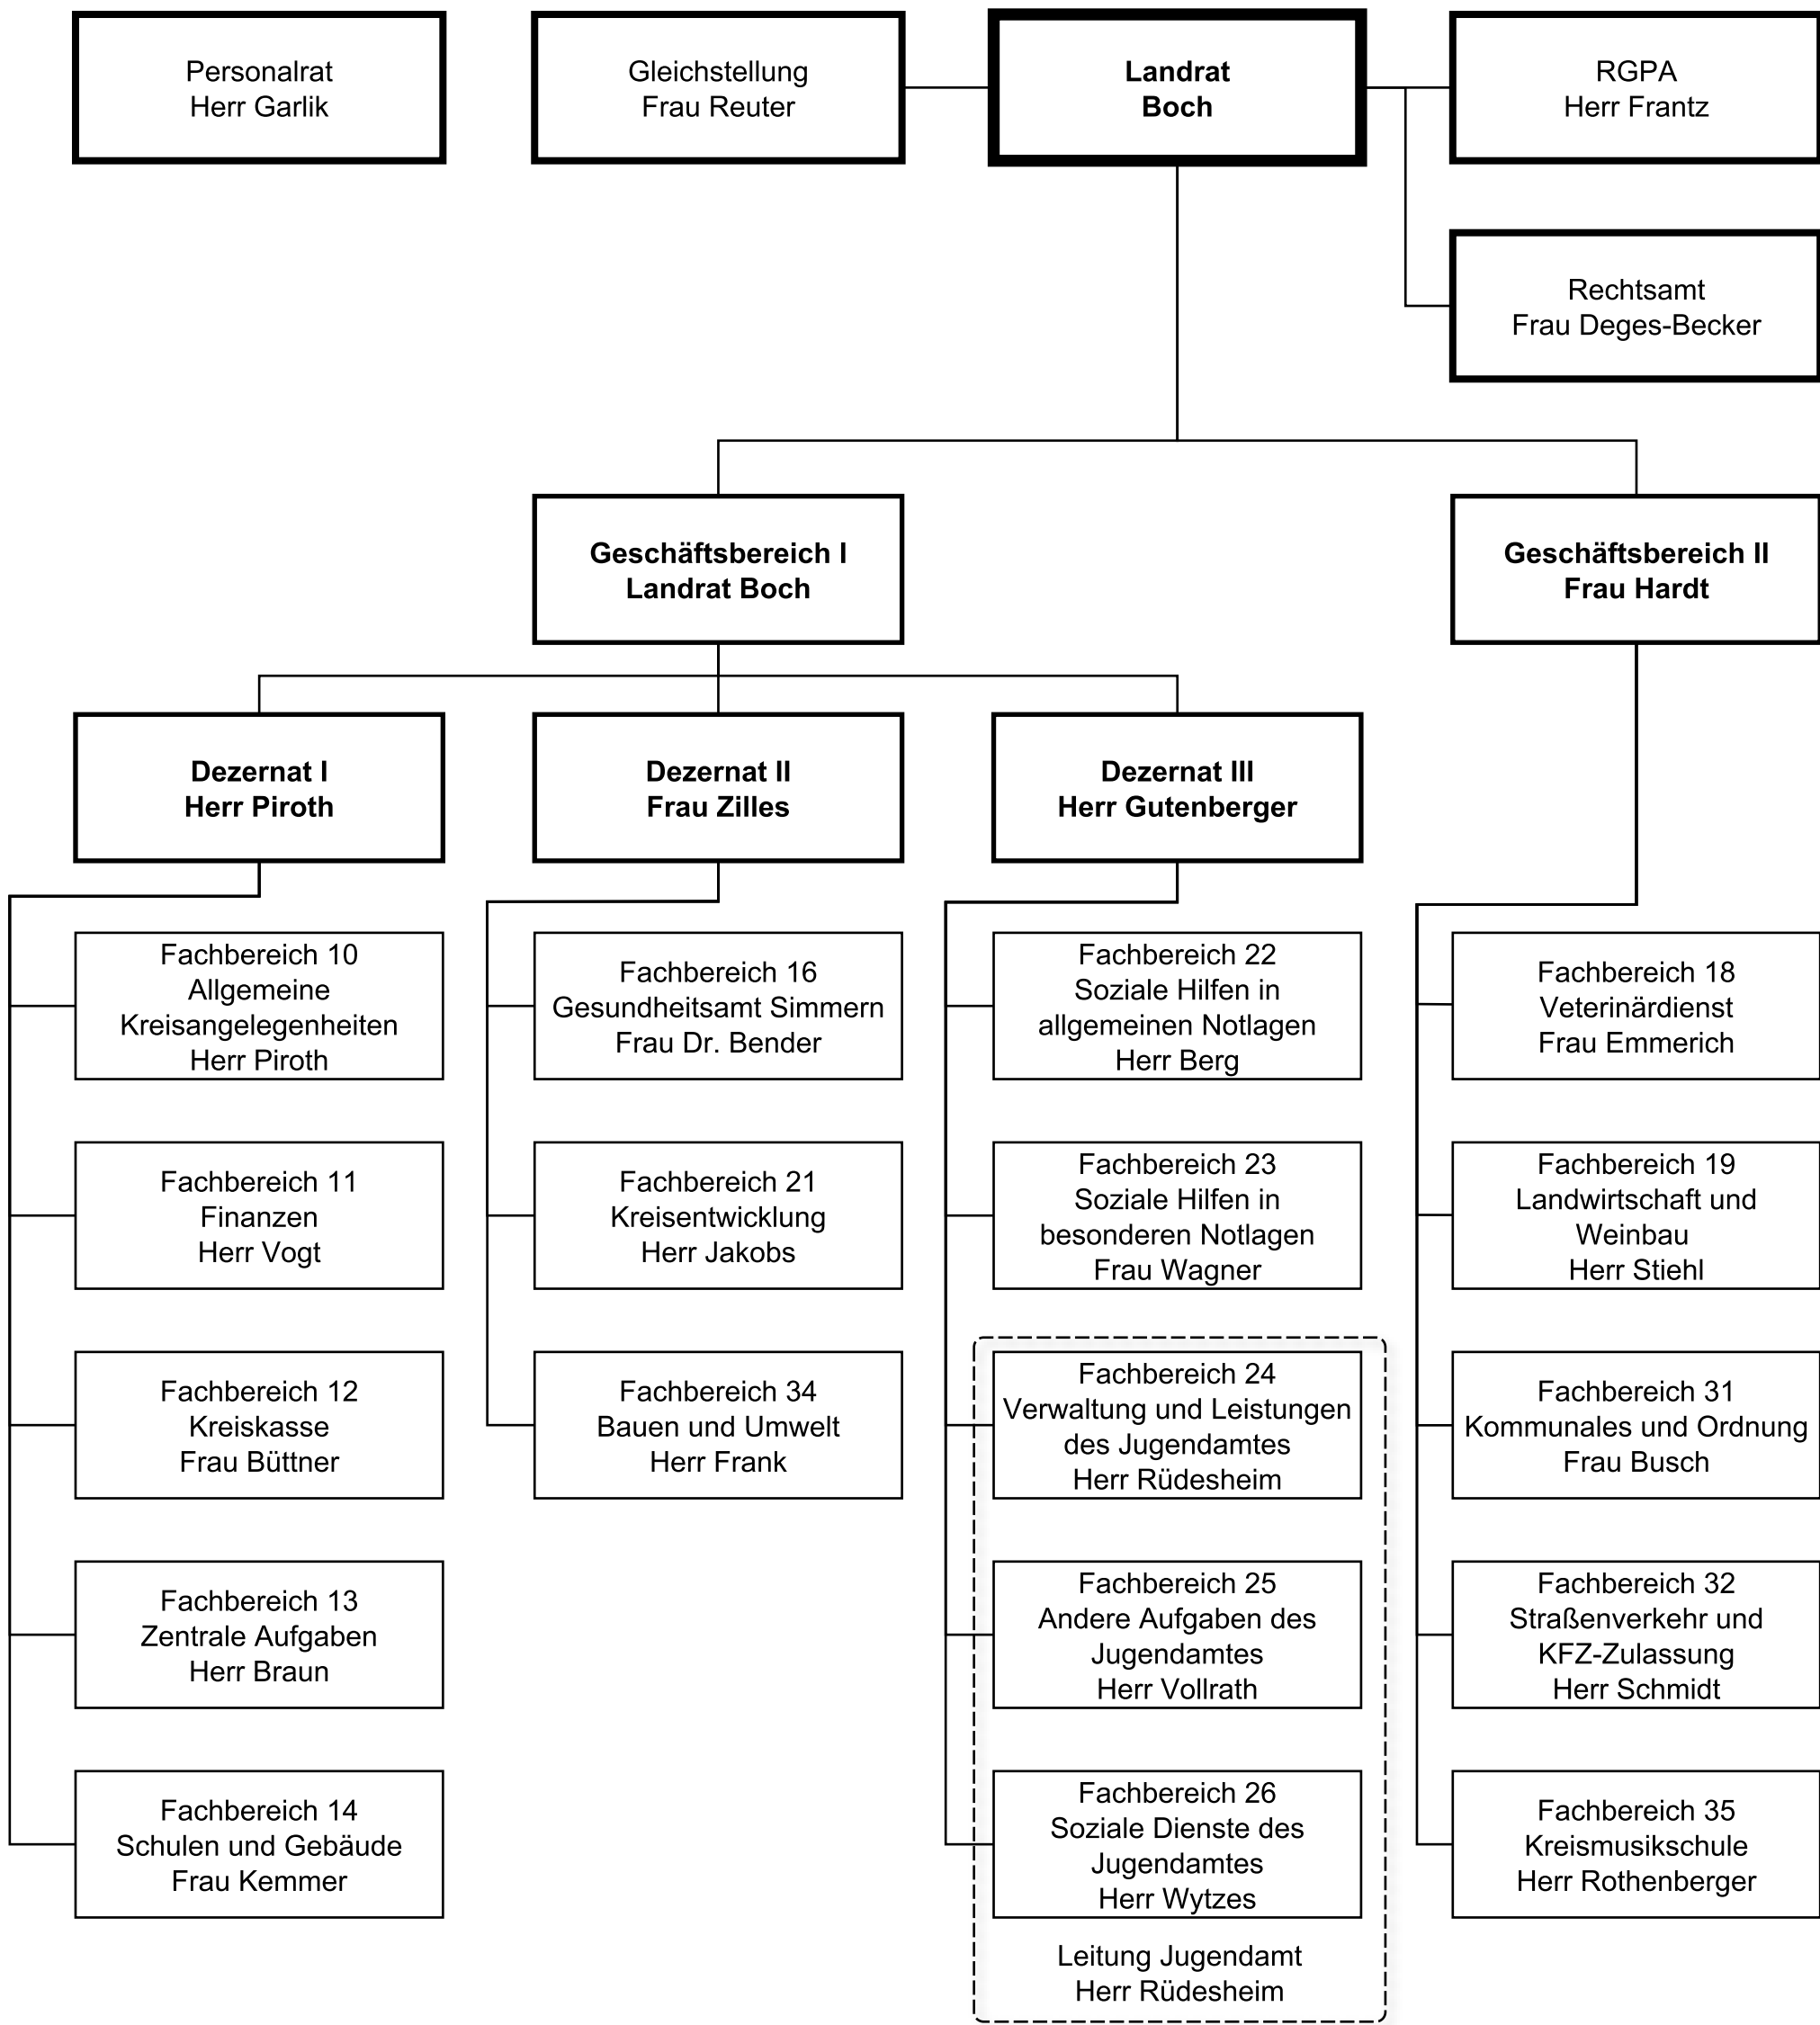 Personalrat
Herr Garlik
Gleichstellung
Frau Reuter
Landrat
Boch
RGPA
Herr Frantz
Rechtsamt
Frau Deges-Becker
Geschäftsbereich I
Landrat Boch
Geschäftsbereich II
Frau Hardt
Dezernat I
Herr Piroth
Dezernat II
Frau Zilles
Dezernat III
Herr Gutenberger
Fachbereich 10
Allgemeine
Kreisangelegenheiten
Herr Piroth
Fachbereich 11
Finanzen
Herr Vogt
Fachbereich 12
Kreiskasse
Frau Büttner
Fachbereich 13
Zentrale Aufgaben
Herr Braun
Fachbereich 14
Schulen und Gebäude
Frau Kemmer
Fachbereich 16
Gesundheitsamt Simmern
Frau Dr. Bender
Fachbereich 21
Kreisentwicklung
Herr Jakobs
Fachbereich 34
Bauen und Umwelt
Herr Frank
Fachbereich 22
Soziale Hilfen in
allgemeinen Notlagen
Herr Berg
Fachbereich 23
Soziale Hilfen in
besonderen Notlagen
Frau Wagner
Fachbereich 24
Verwaltung und Leistungen
des Jugendamtes
Herr Rüdesheim
Fachbereich 25
Andere Aufgaben des
Jugendamtes
Herr Vollrath
Fachbereich 26
Soziale Dienste des
Jugendamtes
Herr Wytzes
Leitung Jugendamt
Herr Rüdesheim
Fachbereich 18
Veterinärdienst
Frau Emmerich
Fachbereich 19
Landwirtschaft und
Weinbau
Herr Stiehl
Fachbereich 31
Kommunales und Ordnung
Frau Busch
Fachbereich 32
Straßenverkehr und
KFZ-Zulassung
Herr Schmidt
Fachbereich 35
Kreismusikschule
Herr Rothenberger